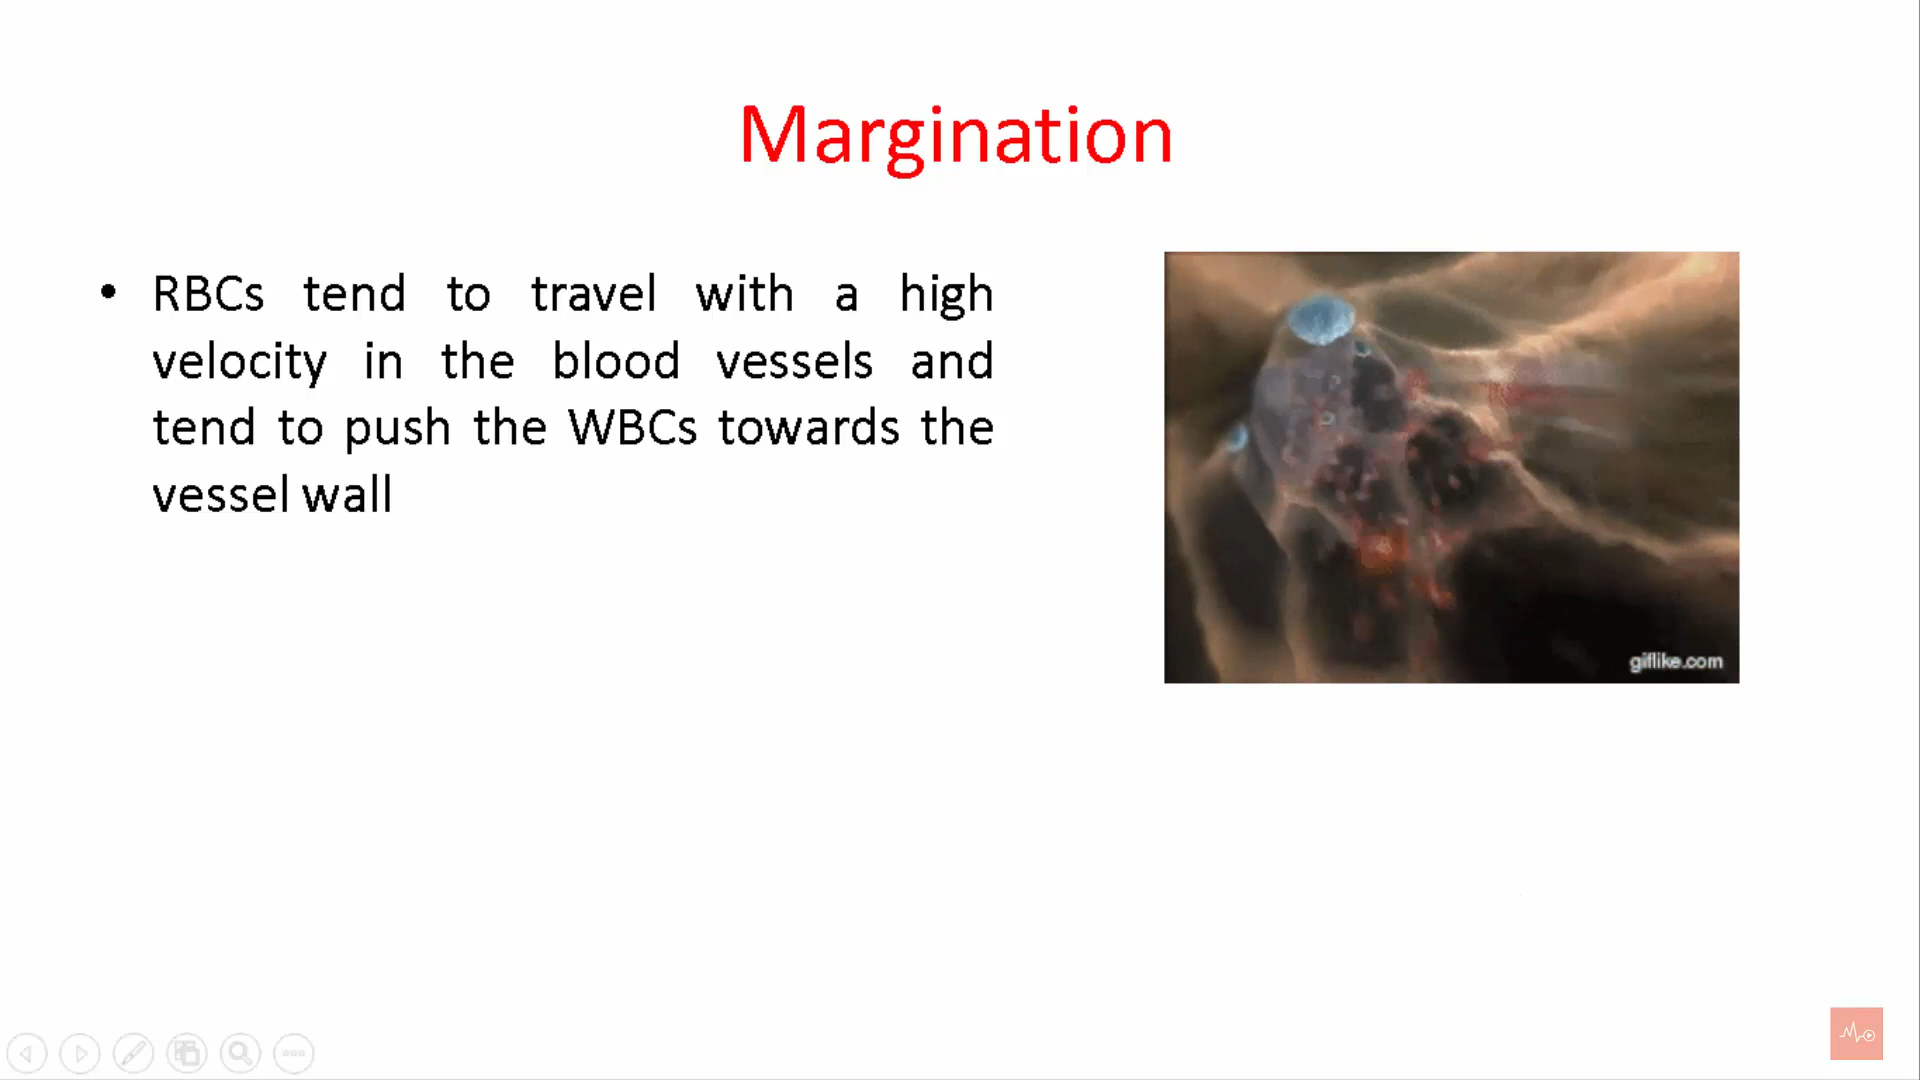 Margination
• RBCs tend to travel with a high
velocity in the blood vessels and
tend to push the WBCs towards the
vessel wall
giflike.com